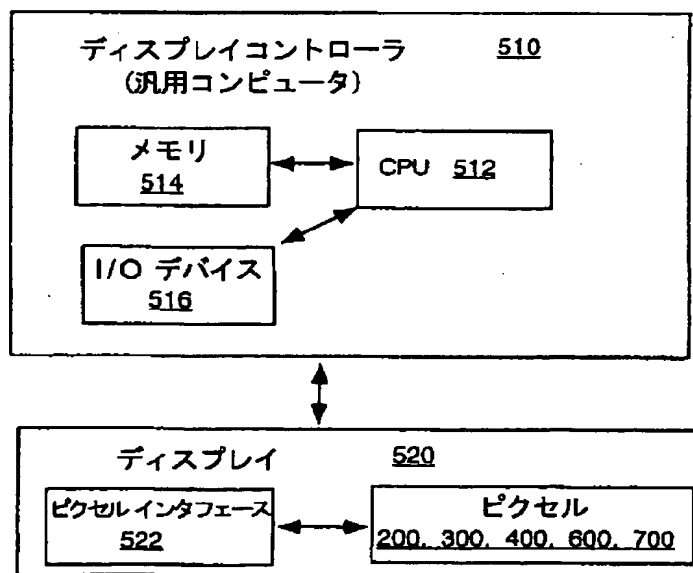 ディスプレイコントローラ 510
(汎用コンピュータ)
メモリ
514
CPU 512
I/O デバイス
516
ディスプレイ 520
ピクセル インタフェース
522
ピクセル
200, 300, 400, 600, 700